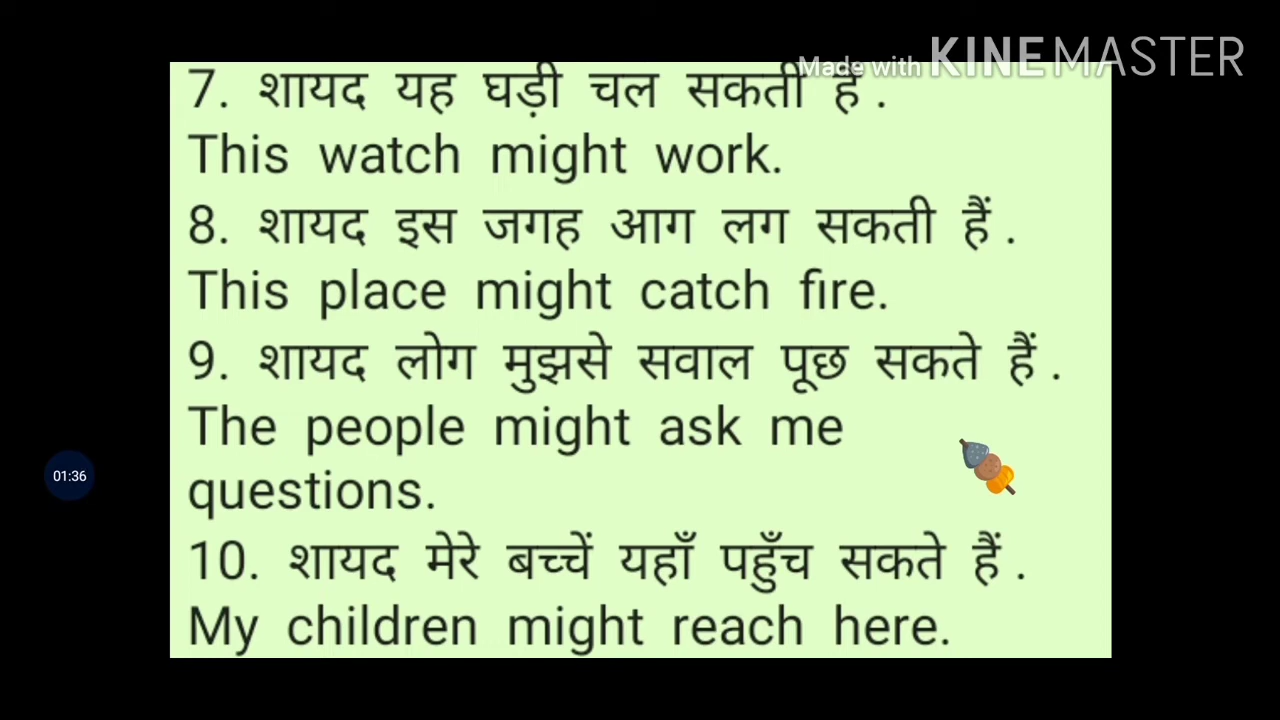 Made with KINEMASTER
7. शायद यह घड़ी चल सकती है .
This watch might work.
8. शायद इस जगह आग लग सकती हैं .
This place might catch fire.
9. शायद लोग मुझसे सवाल पूछ सकते हैं .
The people might ask me
questions.
01:36
10. शायद मेरे बच्चें यहाँ पहुँच सकते हैं .
My children might reach here.